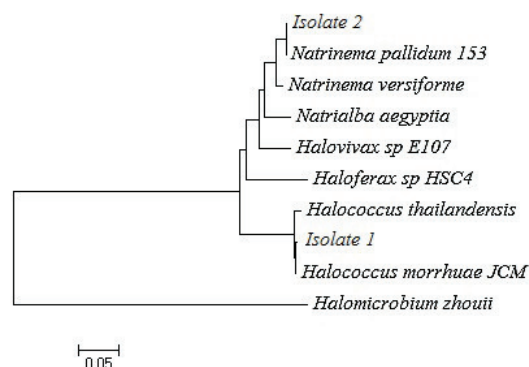 Isolate 2
Natrinema pallidum 153
Natrinema versiforme
Natrialba aegyptia
Halovivax sp E107
Haloferax sp HSC4
Halococcus thailandensis
Isolate 1
Halococcus morrhuae JCM
Halomicrobium zhouii
0.05